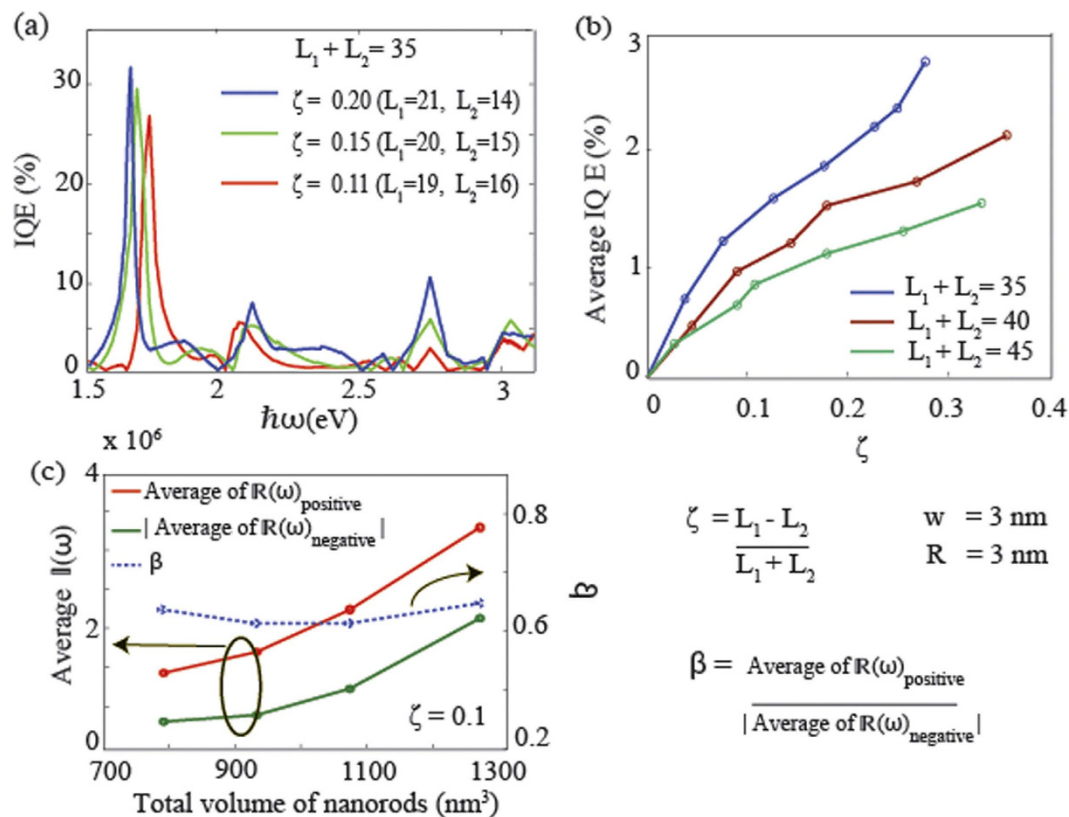 (a)
L₁ + L₂ = 35
ζ = 0.20 (L₁=21, L₂=14)
ζ = 0.15 (L₁=20, L₂=15)
ζ = 0.11 (L₁=19, L₂=16)
IQE (%)
30
20
10
0
1.5 2 2.5 3
ℏω(eV)
(b)
Average IQ E (%)
3
2
1
0
0 0.1 0.2 0.3 0.4
ζ
L₁ + L₂ = 35
L₁ + L₂ = 40
L₁ + L₂ = 45
x 10⁶
(c)
Average of ℝ(ω)positive
| Average of ℝ(ω)negative |
β
Average 𝕀(ω)
4
2
0
0.8
0.6
0.2
β
ζ = 0.1
700 900 1100 1300
Total volume of nanorods (nm³)
ζ = L₁ - L₂
L₁ + L₂
w = 3 nm
R = 3 nm
β = Average of ℝ(ω)positive
| Average of ℝ(ω)negative |